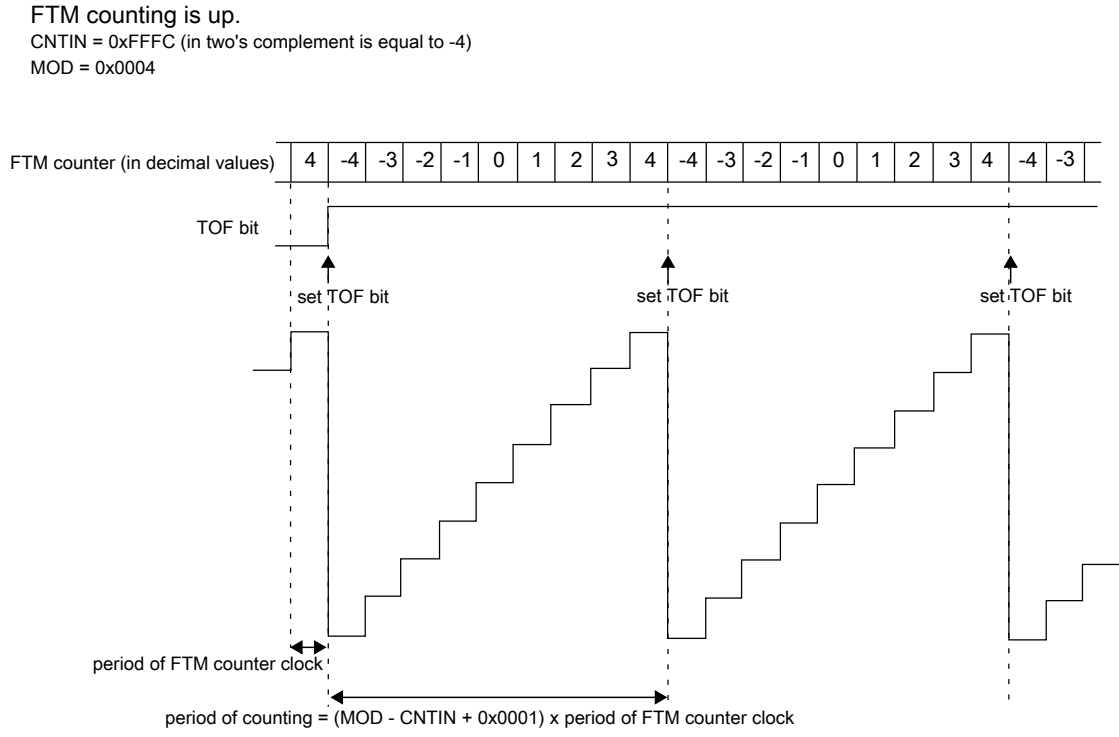 FTM counting is up.
CNTIN = 0xFFFC (in two's complement is equal to -4)
MOD = 0x0004
FTM counter (in decimal values) 4 -4 -3 -2 -1 0 1 2 3 4 -4 -3 -2 -1 0 1 2 3 4 -4 -3
TOF bit
set TOF bit set TOF bit set TOF bit
period of FTM counter clock
period of counting = (MOD - CNTIN + 0x0001) x period of FTM counter clock